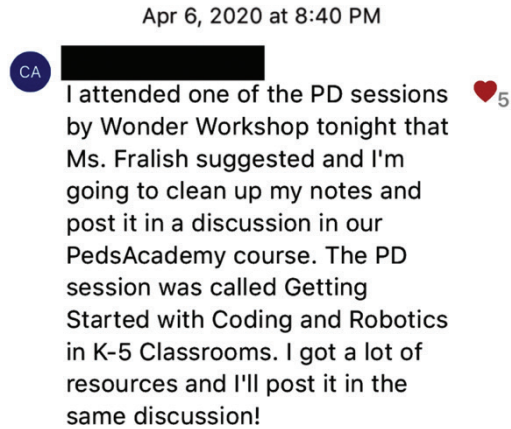 Apr 6, 2020 at 8:40 PM
CA
I attended one of the PD sessions
5
by Wonder Workshop tonight that
Ms. Fralish suggested and I'm
going to clean up my notes and
post it in a discussion in our
PedsAcademy course. The PD
session was called Getting
Started with Coding and Robotics
in K-5 Classrooms. I got a lot of
resources and I'll post it in the
same discussion!